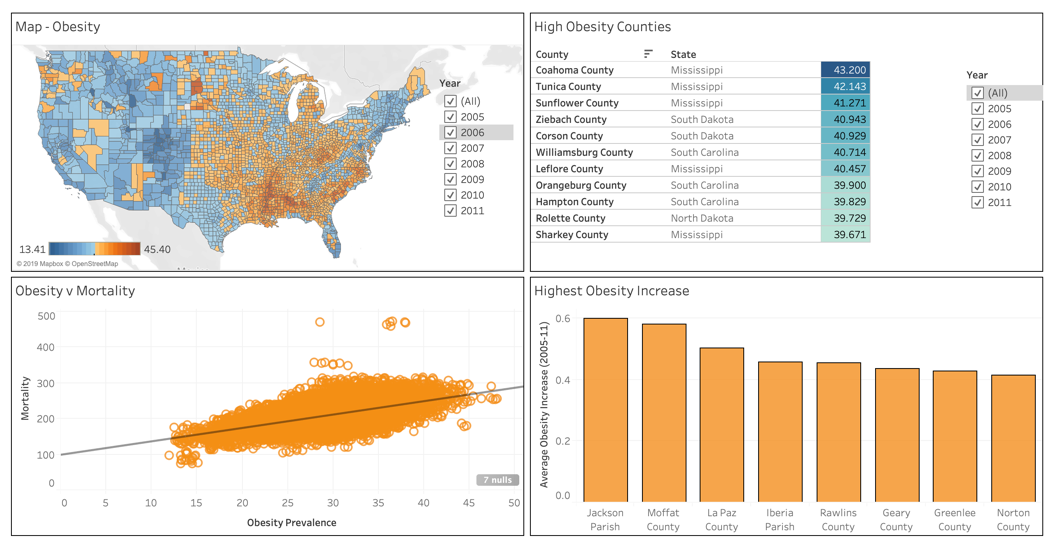 Map - Obesity
Year
(All)
2005
2006
2007
2008
2009
2010
2011
13.41 45.40
© 2019 Mapbox © OpenStreetMap
High Obesity Counties
County State
Coahoma County Mississippi 43.200
Tunica County Mississippi 42.143
Sunflower County Mississippi 41.271
Ziebach County South Dakota 40.943
Corson County South Dakota 40.929
Williamsburg County South Carolina 40.714
Leflore County Mississippi 40.457
Orangeburg County South Carolina 39.900
Hampton County South Carolina 39.829
Rolette County North Dakota 39.729
Sharkey County Mississippi 39.671
Year
(All)
2005
2006
2007
2008
2009
2010
2011
Obesity v Mortality
Mortality
500
400
300
200
100
0
7 nulls
0 5 10 15 20 25 30 35 40 45 50
Obesity Prevalence
Highest Obesity Increase
Average Obesity Increase (2005-11)
0.6
0.4
0.2
0.0
Jackson Parish
Moffat County
La Paz County
Iberia Parish
Rawlins County
Geary County
Greenlee County
Norton County